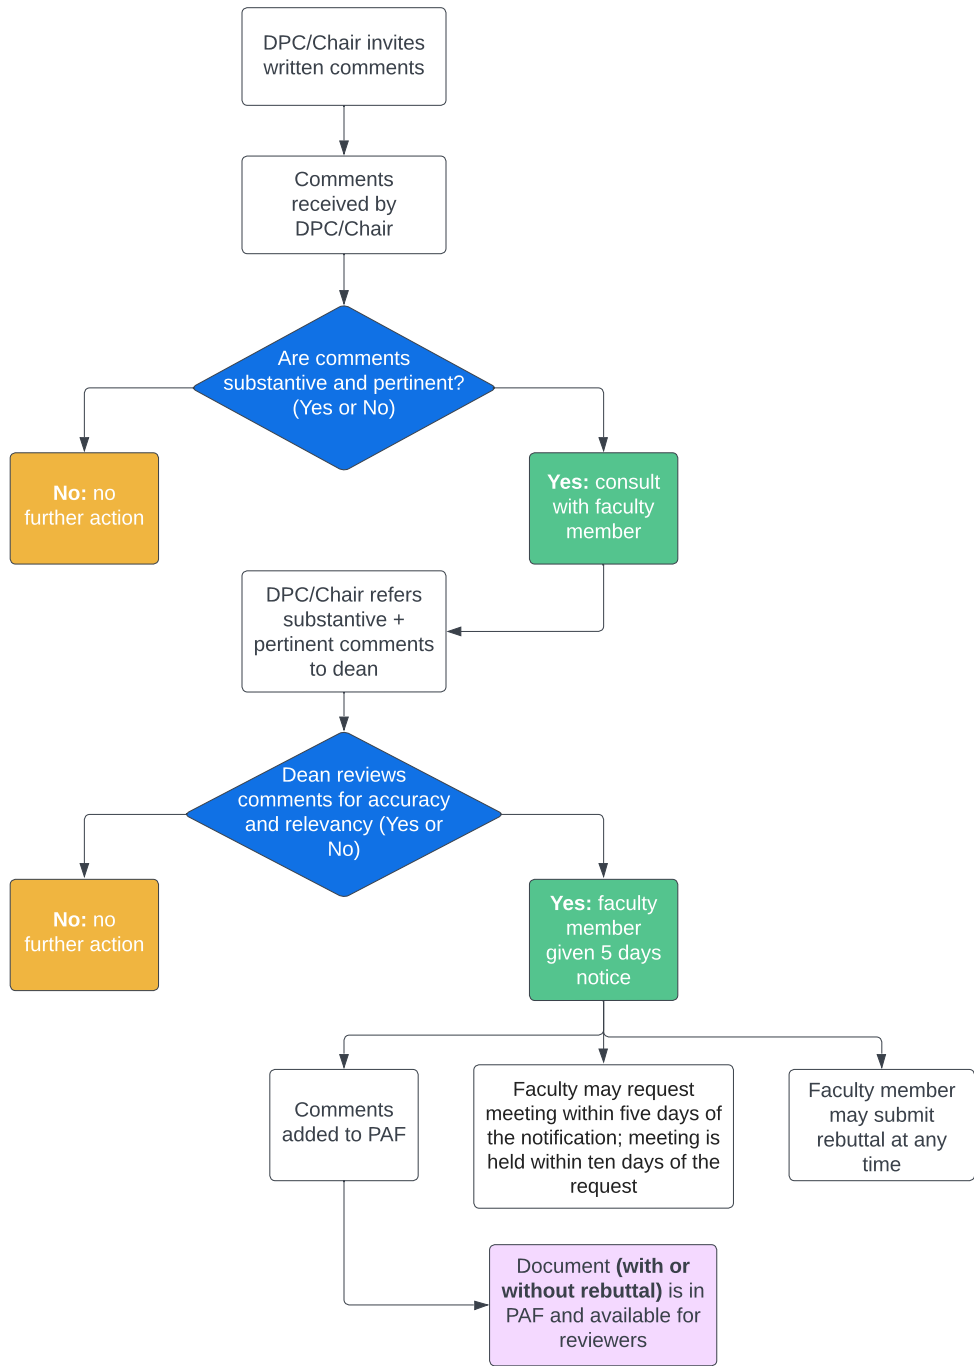 DPC/Chair invites
written comments
Comments
received by
DPC/Chair
Are comments
substantive and pertinent?
(Yes or No)
No: no
further action
Yes: consult
with faculty
member
DPC/Chair refers
substantive +
pertinent comments
to dean
Dean reviews
comments for accuracy
and relevancy (Yes or
No)
No: no
further action
Yes: faculty
member
given 5 days
notice
Comments
added to PAF
Faculty may request
meeting within five days of
the notification; meeting is
held within ten days of the
request
Faculty member
may submit
rebuttal at any
time
Document (with or
without rebuttal) is in
PAF and available for
reviewers